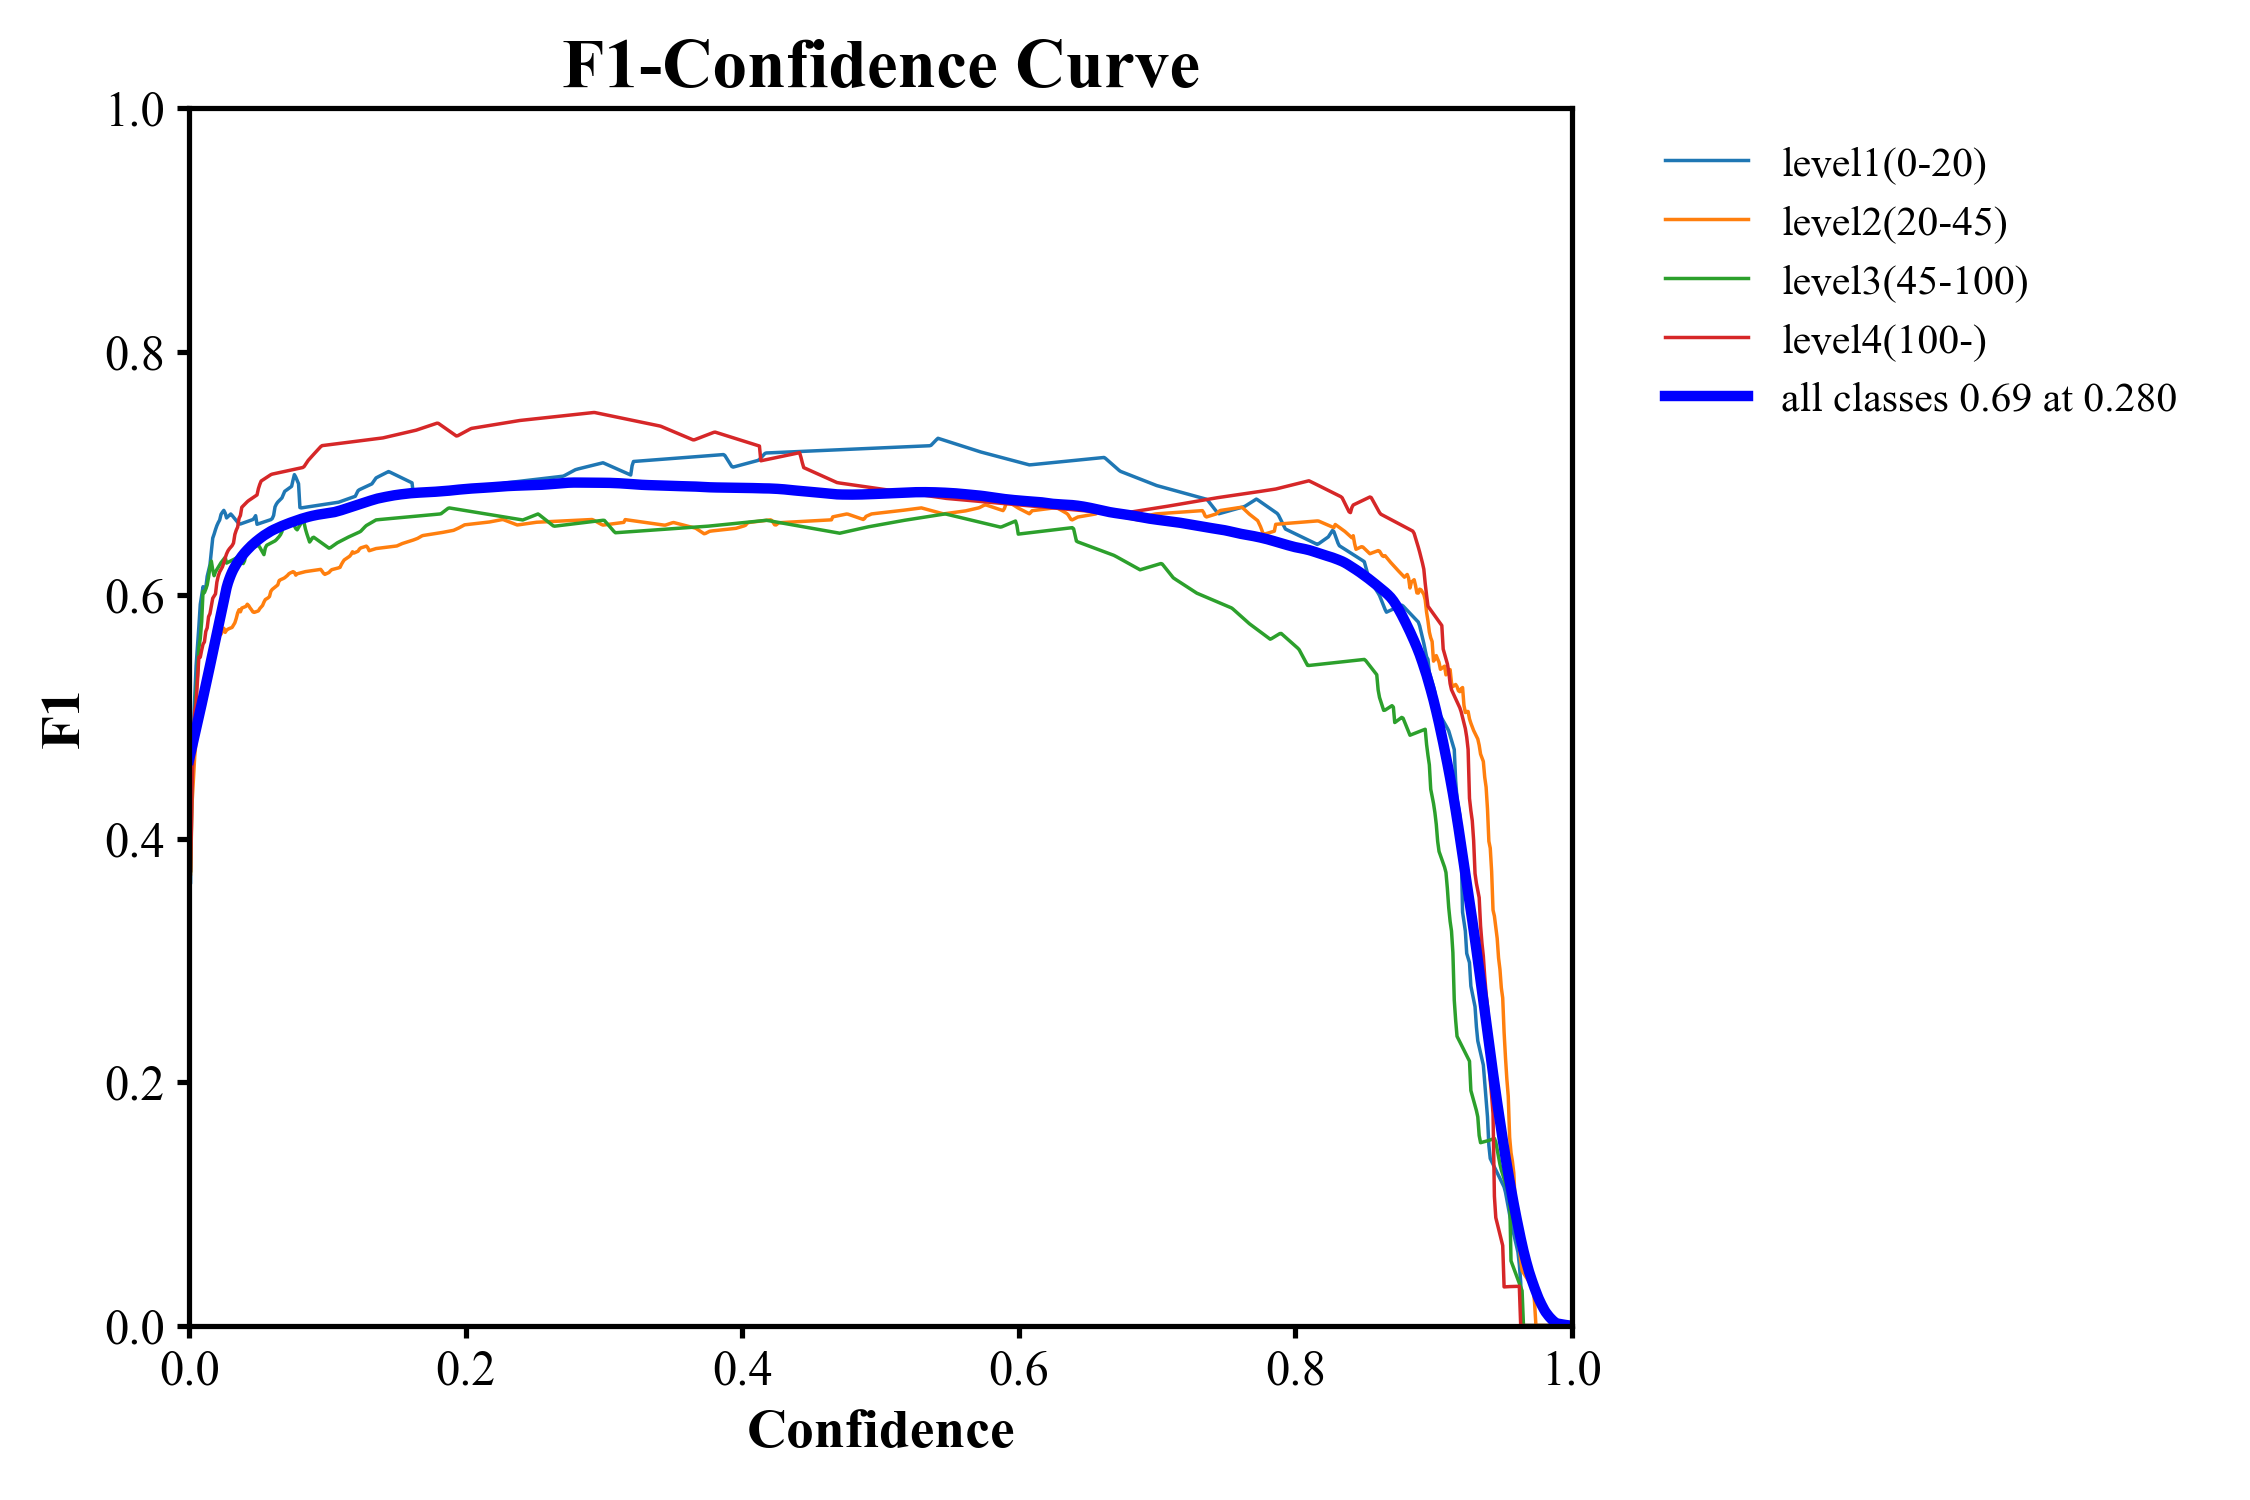 F1-Confidence Curve
1.0
0.8
0.6
0.4
0.2
0.0
F1
0.0 0.2 0.4 0.6 0.8 1.0
Confidence
level1(0-20)
level2(20-45)
level3(45-100)
level4(100-)
all classes 0.69 at 0.280